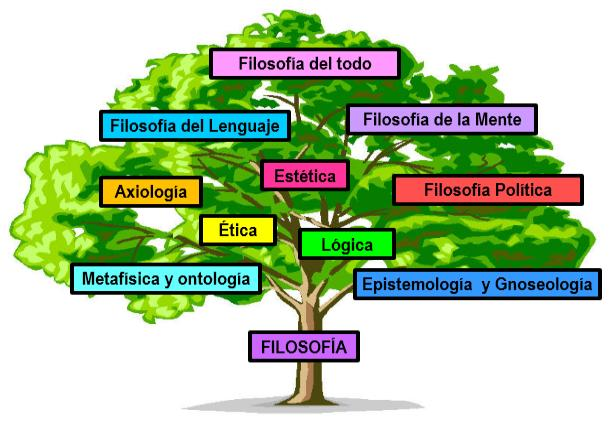 Filosofía del todo
Filosofía del Lenguaje
Filosofía de la Mente
Estética
Axiología
Filosofía Política
Ética
Lógica
Metafísica y ontología
Epistemología y Gnoseología
FILOSOFÍA